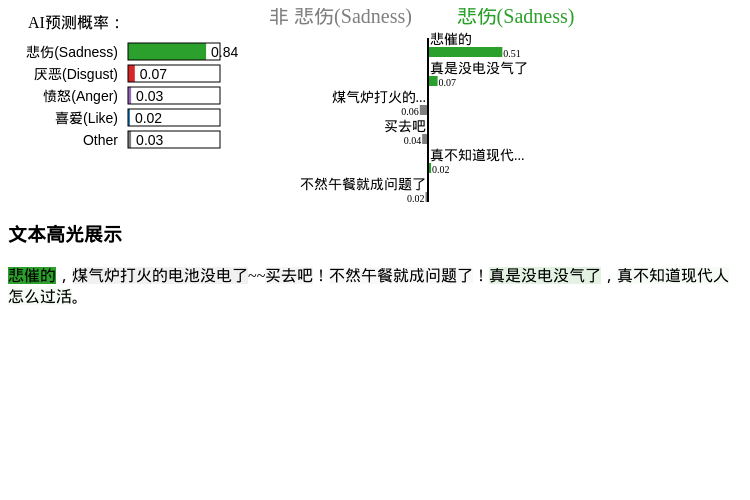 AI预测概率：
悲伤(Sadness) 0.84
厌恶(Disgust) 0.07
愤怒(Anger) 0.03
喜爱(Like) 0.02
Other 0.03
非 悲伤(Sadness) 悲伤(Sadness)
悲催的
0.51
真是没电没气了
0.07
煤气炉打火的...
0.06
买去吧
0.04
真不知道现代...
0.02
不然午餐就成问题了
0.02
文本高光展示
悲催的，煤气炉打火的电池没电了~~买去吧！不然午餐就成问题了！真是没电没气了，真不知道现代人
怎么过活。